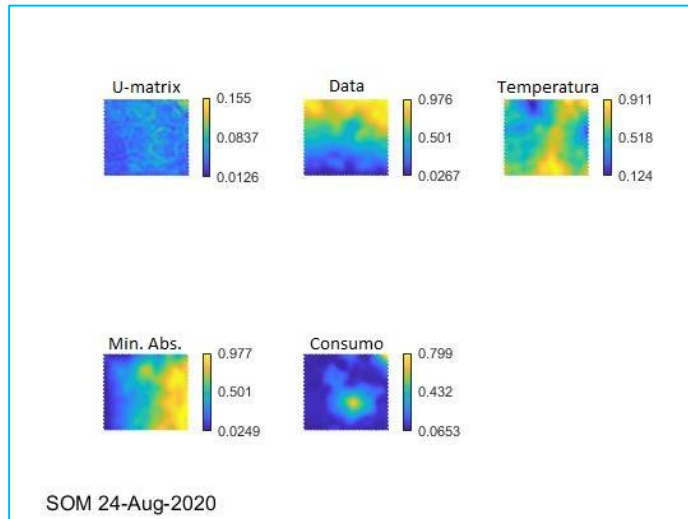 U-matrix
0.155
0.0837
0.0126
Data
0.976
0.501
0.0267
Temperatura
0.911
0.518
0.124
Min. Abs.
0.977
0.501
0.0249
Consumo
0.799
0.432
0.0653
SOM 24-Aug-2020